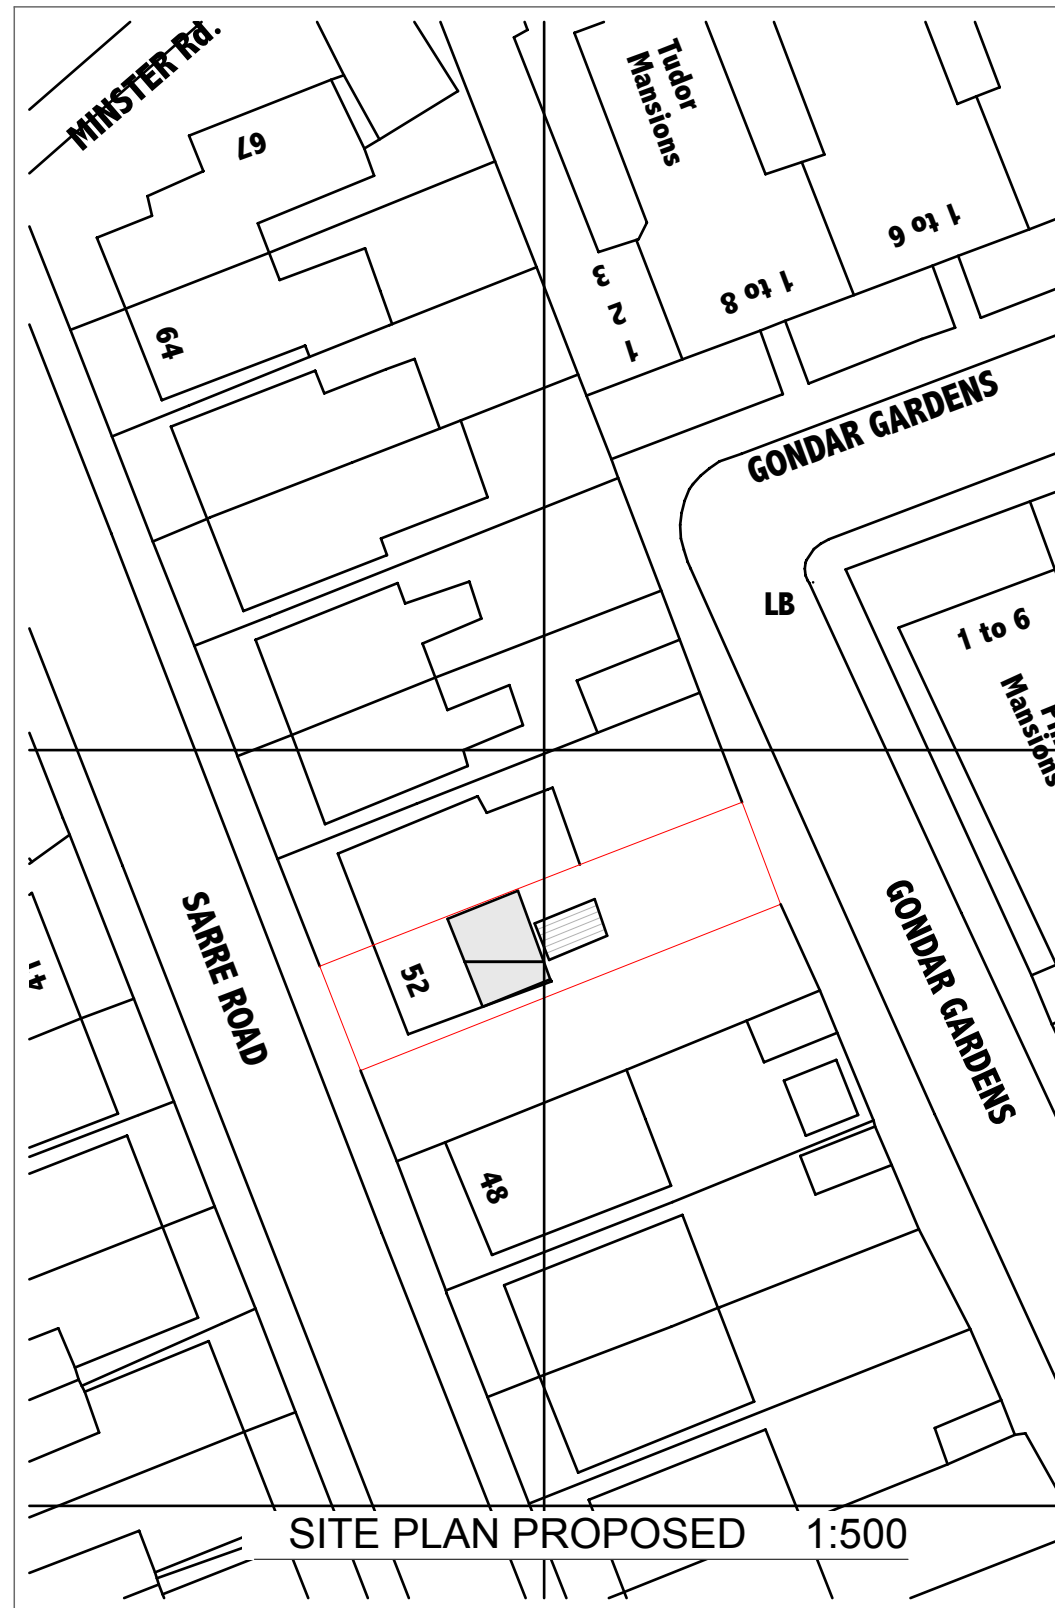 MINSTER Rd.
67
Tudor
Mansions
1 to 6
1 to 8
3
2
1
64
GONDAR GARDENS
LB
1 to 6
Mansions
52
41
SARRE ROAD
GONDAR GARDENS
48
SITE PLAN PROPOSED 1:500